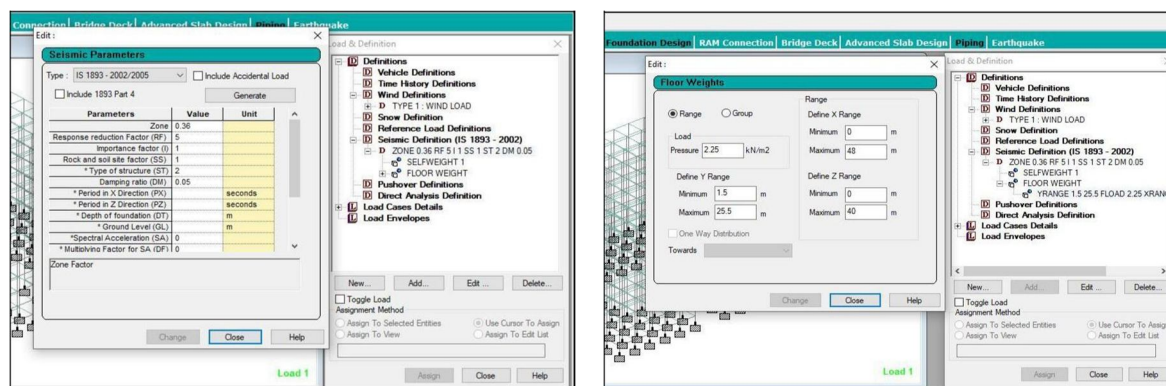 Connection Bridge Deck Advanced Slab Design Piping Earthquake
Edit :
Seismic Parameters
Type : IS 1893 - 2002/2005
Include Accidental Load
Include 1893 Part 4
Generate
Parameters Value Unit
Zone 0.36
Response reduction Factor (RF) 5
Importance factor (I) 1
Rock and soil site factor (SS) 1
* Type of structure (ST) 2
Damping ratio (DM) 0.05
* Period in X Direction (PX) seconds
* Period in Z Direction (PZ) seconds
* Depth of foundation (DT) m
* Ground Level (GL) m
*Spectral Acceleration (SA) 0
* Multiplying Factor for SA (DF) 0
Zone Factor
Change Close Help
Load & Definition
Definitions
Vehicle Definitions
Time History Definitions
Wind Definitions
TYPE 1 : WIND LOAD
Snow Definition
Reference Load Definitions
Seismic Definition (IS 1893 - 2002)
ZONE 0.36 RF 5 I 1 SS 1 ST 2 DM 0.05
SELFWEIGHT 1
FLOOR WEIGHT
Pushover Definitions
Direct Analysis Definition
Load Cases Details
Load Envelopes
New... Add... Edit ... Delete...
Toggle Load
Assignment Method
Assign To Selected Entities Use Cursor To Assign
Assign To View Assign To Edit List
Assign Close Help
Load 1
Foundation Design RAM Connection Bridge Deck Advanced Slab Design Piping Earthquake
Edit :
Floor Weights
Range Group
Load
Pressure 2.25 kN/m2
Define Y Range
Minimum 1.5 m
Maximum 25.5 m
One Way Distribution
Towards
Range
Define X Range
Minimum 0 m
Maximum 48 m
Define Z Range
Minimum 0 m
Maximum 40 m
Change Close Help
Load & Definition
Definitions
Vehicle Definitions
Time History Definitions
Wind Definitions
TYPE 1 : WIND LOAD
Snow Definition
Reference Load Definitions
Seismic Definition (IS 1893 - 2002)
ZONE 0.36 RF 5 I 1 SS 1 ST 2 DM 0.05
SELFWEIGHT 1
FLOOR WEIGHT
YRANGE 1.5 25.5 FLOAD 2.25 XRAN
Pushover Definitions
Direct Analysis Definition
Load Cases Details
Load Envelopes
New... Add... Edit ... Delete...
Toggle Load
Assignment Method
Assign To Selected Entities Use Cursor To Assig
Assign To View Assign To Edit List
Assign Close Help
Load 1